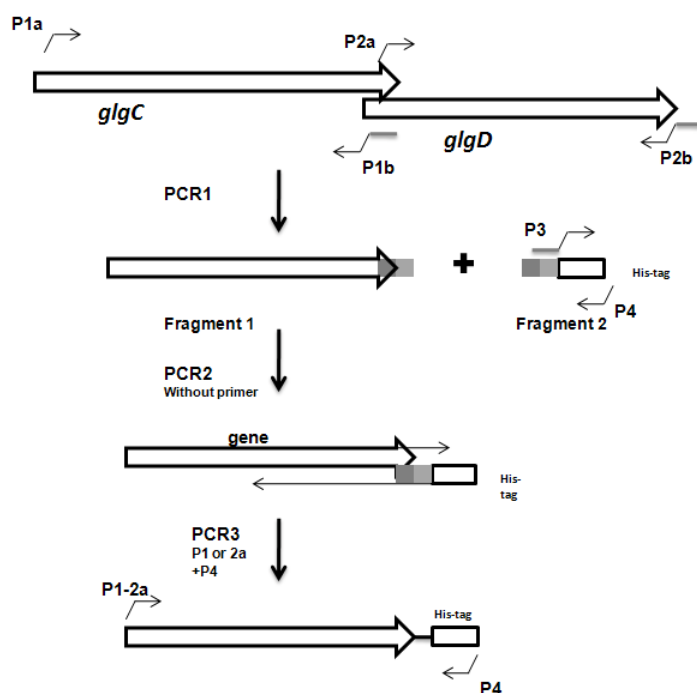 P1a
P2a
glgC
glgD
P1b
P2b
PCR1
P3
+
His-tag
P4
Fragment 1
Fragment 2
PCR2
Without primer
gene
His-
tag
PCR3
P1 or 2a
+P4
P1-2a
His-tag
P4